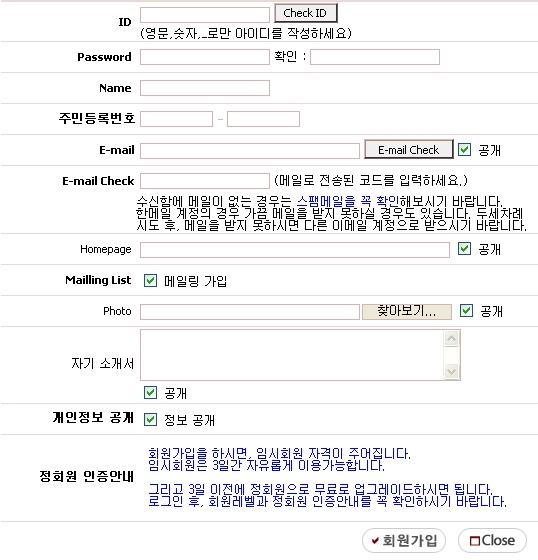 ID Check ID
(영문,숫자,_로만 아이디를 작성하세요)
Password 확인 :
Name
주민등록번호 -
E-mail E-mail Check 공개
E-mail Check (메일로 전송된 코드를 입력하세요.)
수신함에 메일이 없는 경우는 스팸메일을 꼭 확인해보시기 바랍니다.
한메일 계정의 경우 가끔 메일을 받지 못하실 경우도 있습니다. 두세차례
시도 후, 메일을 받지 못하시면 다른 이메일 계정으로 받으시기 바랍니다.
Homepage 공개
Mailling List 메일링 가입
Photo 찾아보기... 공개
자기 소개서
공개
개인정보 공개 정보 공개
정회원 인증안내
회원가입을 하시면, 임시회원 자격이 주어집니다.
임시회원은 3일간 자유롭게 이용가능합니다.
그리고 3일 이전에 정회원으로 무료로 업그레이드하시면 됩니다.
로그인 후, 회원레벨과 정회원 인증안내를 꼭 확인하시기 바랍니다.
회원가입 Close